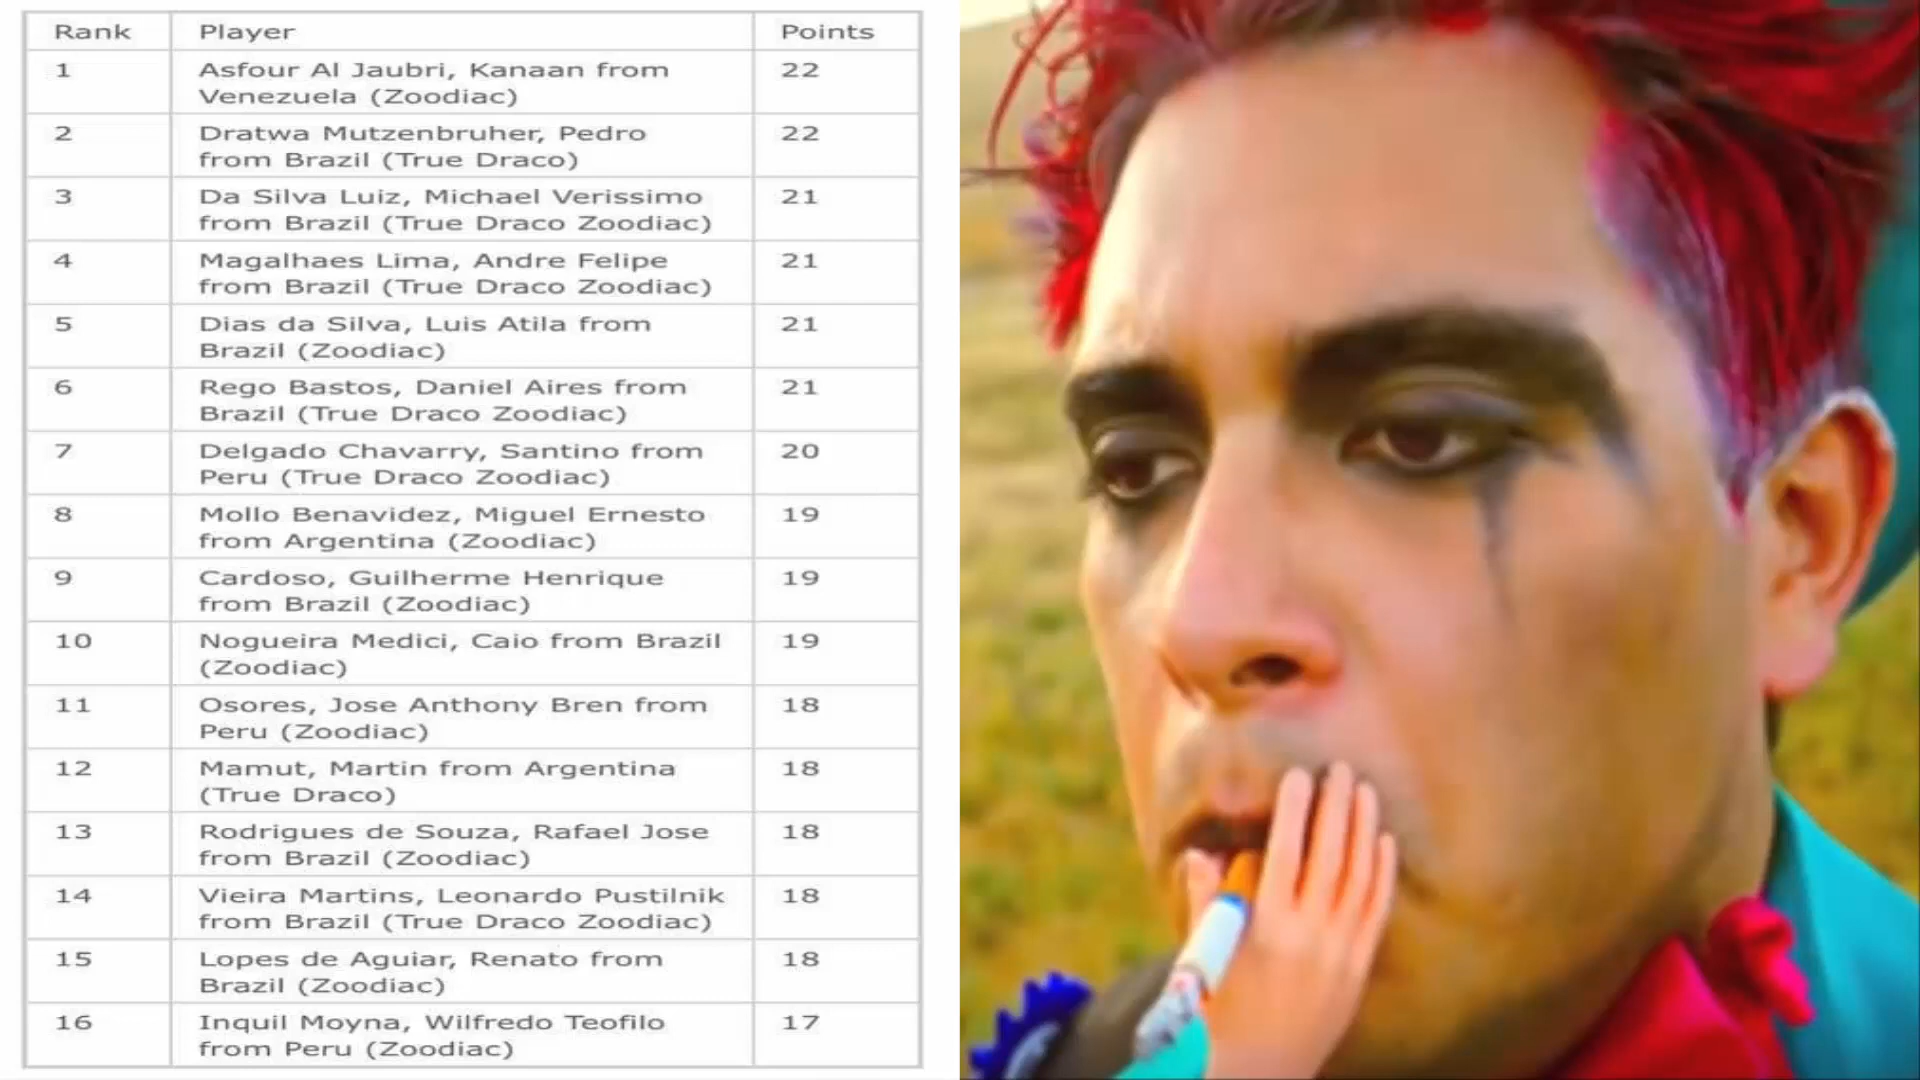 Rank Player Points
1 Asfour Al Jaubri, Kanaan from 22
Venezuela (Zoodiac)
2 Dratwa Mutzenbruher, Pedro 22
from Brazil (True Draco)
3 Da Silva Luiz, Michael Verissimo 21
from Brazil (True Draco Zoodiac)
4 Magalhaes Lima, Andre Felipe 21
from Brazil (True Draco Zoodiac)
5 Dias da Silva, Luis Atila from 21
Brazil (Zoodiac)
6 Rego Bastos, Daniel Aires from 21
Brazil (True Draco Zoodiac)
7 Delgado Chavarry, Santino from 20
Peru (True Draco Zoodiac)
8 Mollo Benavidez, Miguel Ernesto 19
from Argentina (Zoodiac)
9 Cardoso, Guilherme Henrique 19
from Brazil (Zoodiac)
10 Nogueira Medici, Caio from Brazil 19
(Zoodiac)
11 Osores, Jose Anthony Bren from 18
Peru (Zoodiac)
12 Mamut, Martin from Argentina 18
(True Draco)
13 Rodrigues de Souza, Rafael Jose 18
from Brazil (Zoodiac)
14 Vieira Martins, Leonardo Pustilnik 18
from Brazil (True Draco Zoodiac)
15 Lopes de Aguiar, Renato from 18
Brazil (Zoodiac)
16 Inquil Moyna, Wilfredo Teofilo 17
from Peru (Zoodiac)